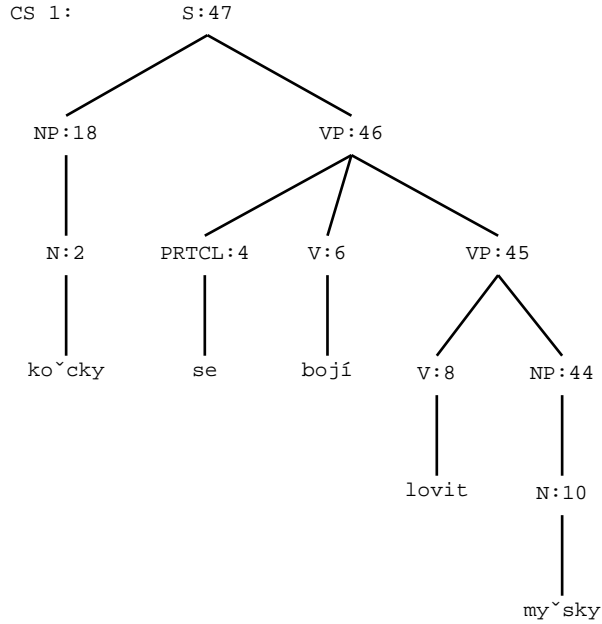 CS 1: S:47
NP:18 VP:46
N:2 PRTCL:4 V:6 VP:45
koˇcky se bojí V:8 NP:44
lovit N:10
myˇsky